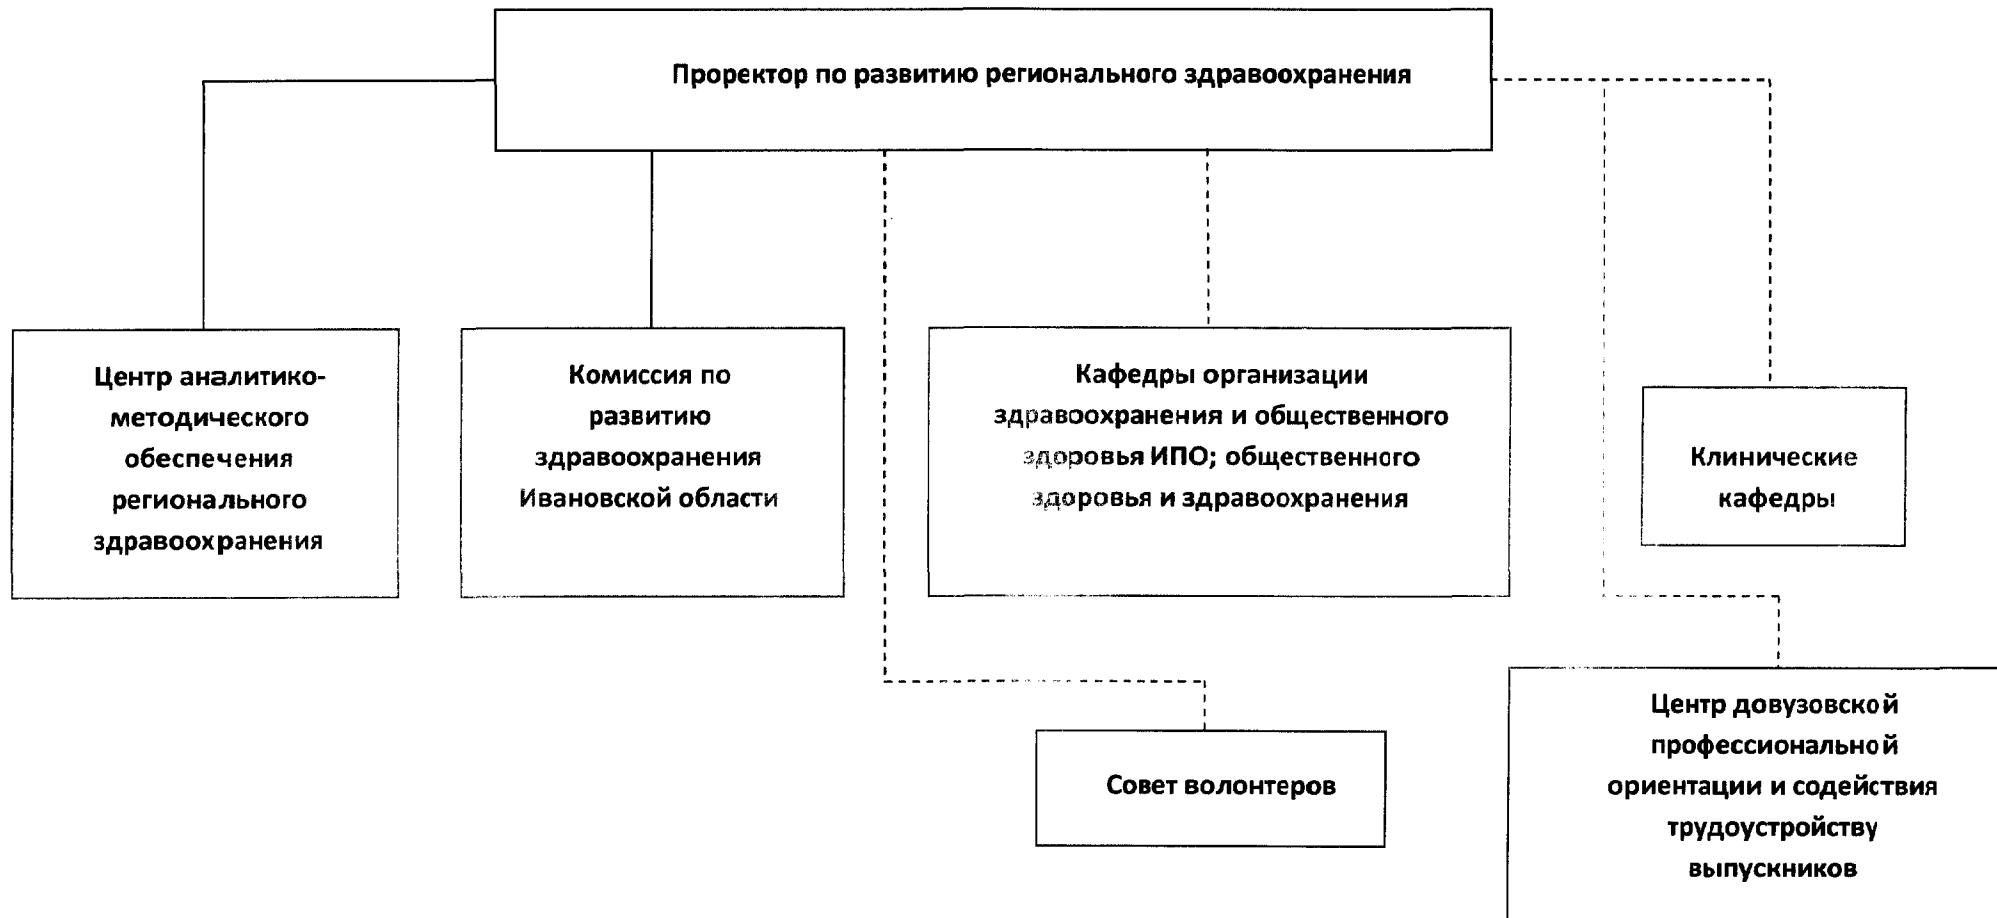 Проректор по развитию регионального здравоохранения
Центр аналитико-
методического
обеспечения
регионального
здравоохранения
Комиссия по
развитию
здравоохранения
Ивановской области
Кафедры организации
здравоохранения и общественного
здоровья ИПО; общественного
здоровья и здравоохранения
Клинические
кафедры
Совет волонтеров
Центр довузовской
профессиональной
ориентации и содействия
трудоустройству
выпускников